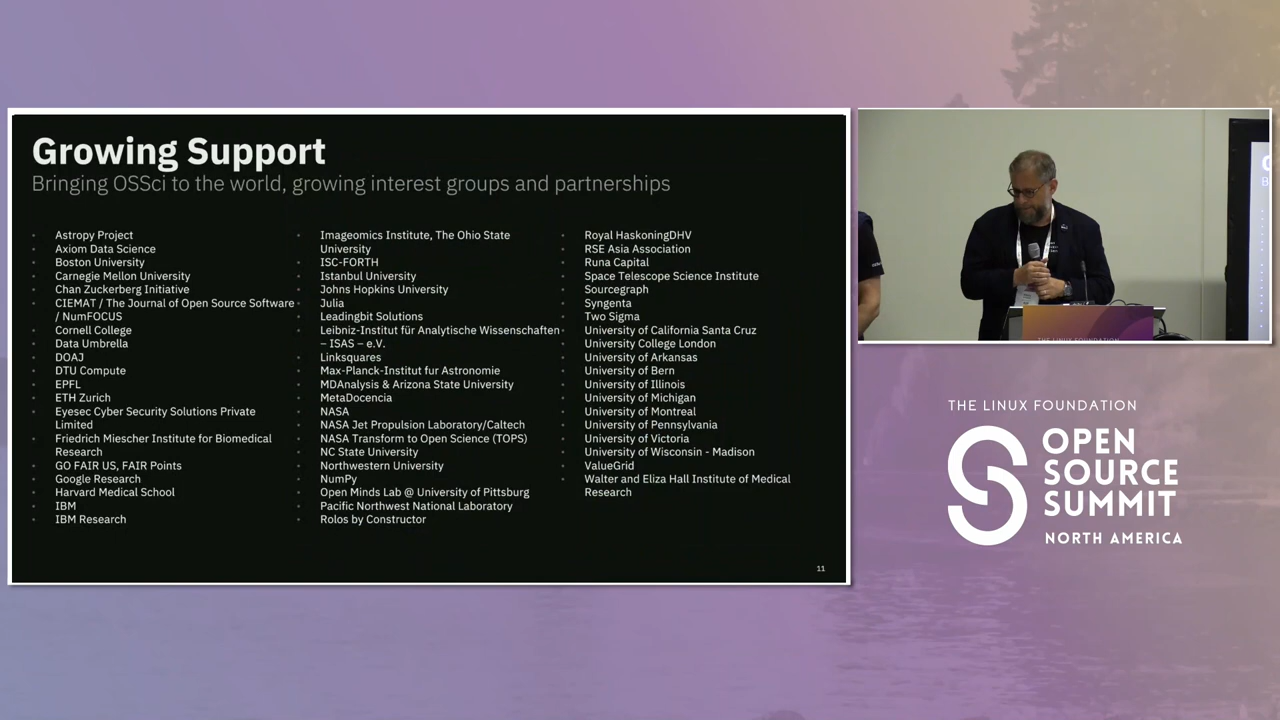 Growing Support
Bringing OSSci to the world, growing interest groups and partnerships
Astropy Project
Axiom Data Science
Boston University
Carnegie Mellon University
Chan Zuckerberg Initiative
CIEMAT / The Journal of Open Source Software
/ NumFOCUS
Cornell College
Data Umbrella
DOAJ
DTU Compute
EPFL
ETH Zurich
Eyesec Cyber Security Solutions Private
Limited
Friedrich Miescher Institute for Biomedical
Research
GO FAIR US, FAIR Points
Google Research
Harvard Medical School
IBM
IBM Research
Imageomics Institute, The Ohio State
University
ISC-FORTH
Istanbul University
Johns Hopkins University
Julia
Leadingbit Solutions
Leibniz-Institut für Analytische Wissenschaften
– ISAS – e.V.
Linksquares
Max-Planck-Institut fur Astronomie
MDAnalysis & Arizona State University
MetaDocencia
NASA
NASA Jet Propulsion Laboratory/Caltech
NASA Transform to Open Science (TOPS)
NC State University
Northwestern University
NumPy
Open Minds Lab @ University of Pittsburg
Pacific Northwest National Laboratory
Rolos by Constructor
Royal HaskoningDHV
RSE Asia Association
Runa Capital
Space Telescope Science Institute
Sourcegraph
Syngenta
Two Sigma
University of California Santa Cruz
University College London
University of Arkansas
University of Bern
University of Illinois
University of Michigan
University of Montreal
University of Pennsylvania
University of Victoria
University of Wisconsin - Madison
ValueGrid
Walter and Eliza Hall Institute of Medical
Research
11
THE LINUX FOUNDATION
THE LINUX FOUNDATION
OPEN
SOURCE
SUMMIT
NORTH AMERICA